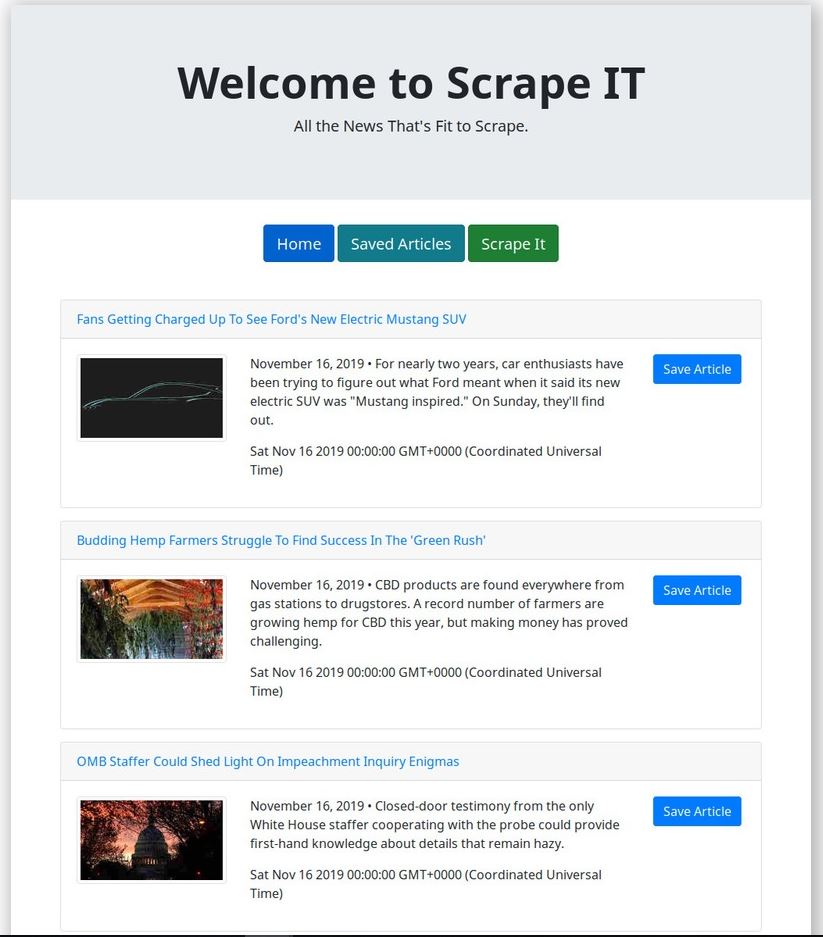 Welcome to Scrape IT
All the News That's Fit to Scrape.
Home
Saved Articles
Scrape It
Fans Getting Charged Up To See Ford's New Electric Mustang SUV
November 16, 2019 • For nearly two years, car enthusiasts have
been trying to figure out what Ford meant when it said its new
electric SUV was "Mustang inspired." On Sunday, they'll find
out.
Sat Nov 16 2019 00:00:00 GMT+0000 (Coordinated Universal
Time)
Save Article
Budding Hemp Farmers Struggle To Find Success In The 'Green Rush'
November 16, 2019 • CBD products are found everywhere from
gas stations to drugstores. A record number of farmers are
growing hemp for CBD this year, but making money has proved
challenging.
Sat Nov 16 2019 00:00:00 GMT+0000 (Coordinated Universal
Time)
Save Article
OMB Staffer Could Shed Light On Impeachment Inquiry Enigmas
November 16, 2019 • Closed-door testimony from the only
White House staffer cooperating with the probe could provide
first-hand knowledge about details that remain hazy.
Sat Nov 16 2019 00:00:00 GMT+0000 (Coordinated Universal
Time)
Save Article